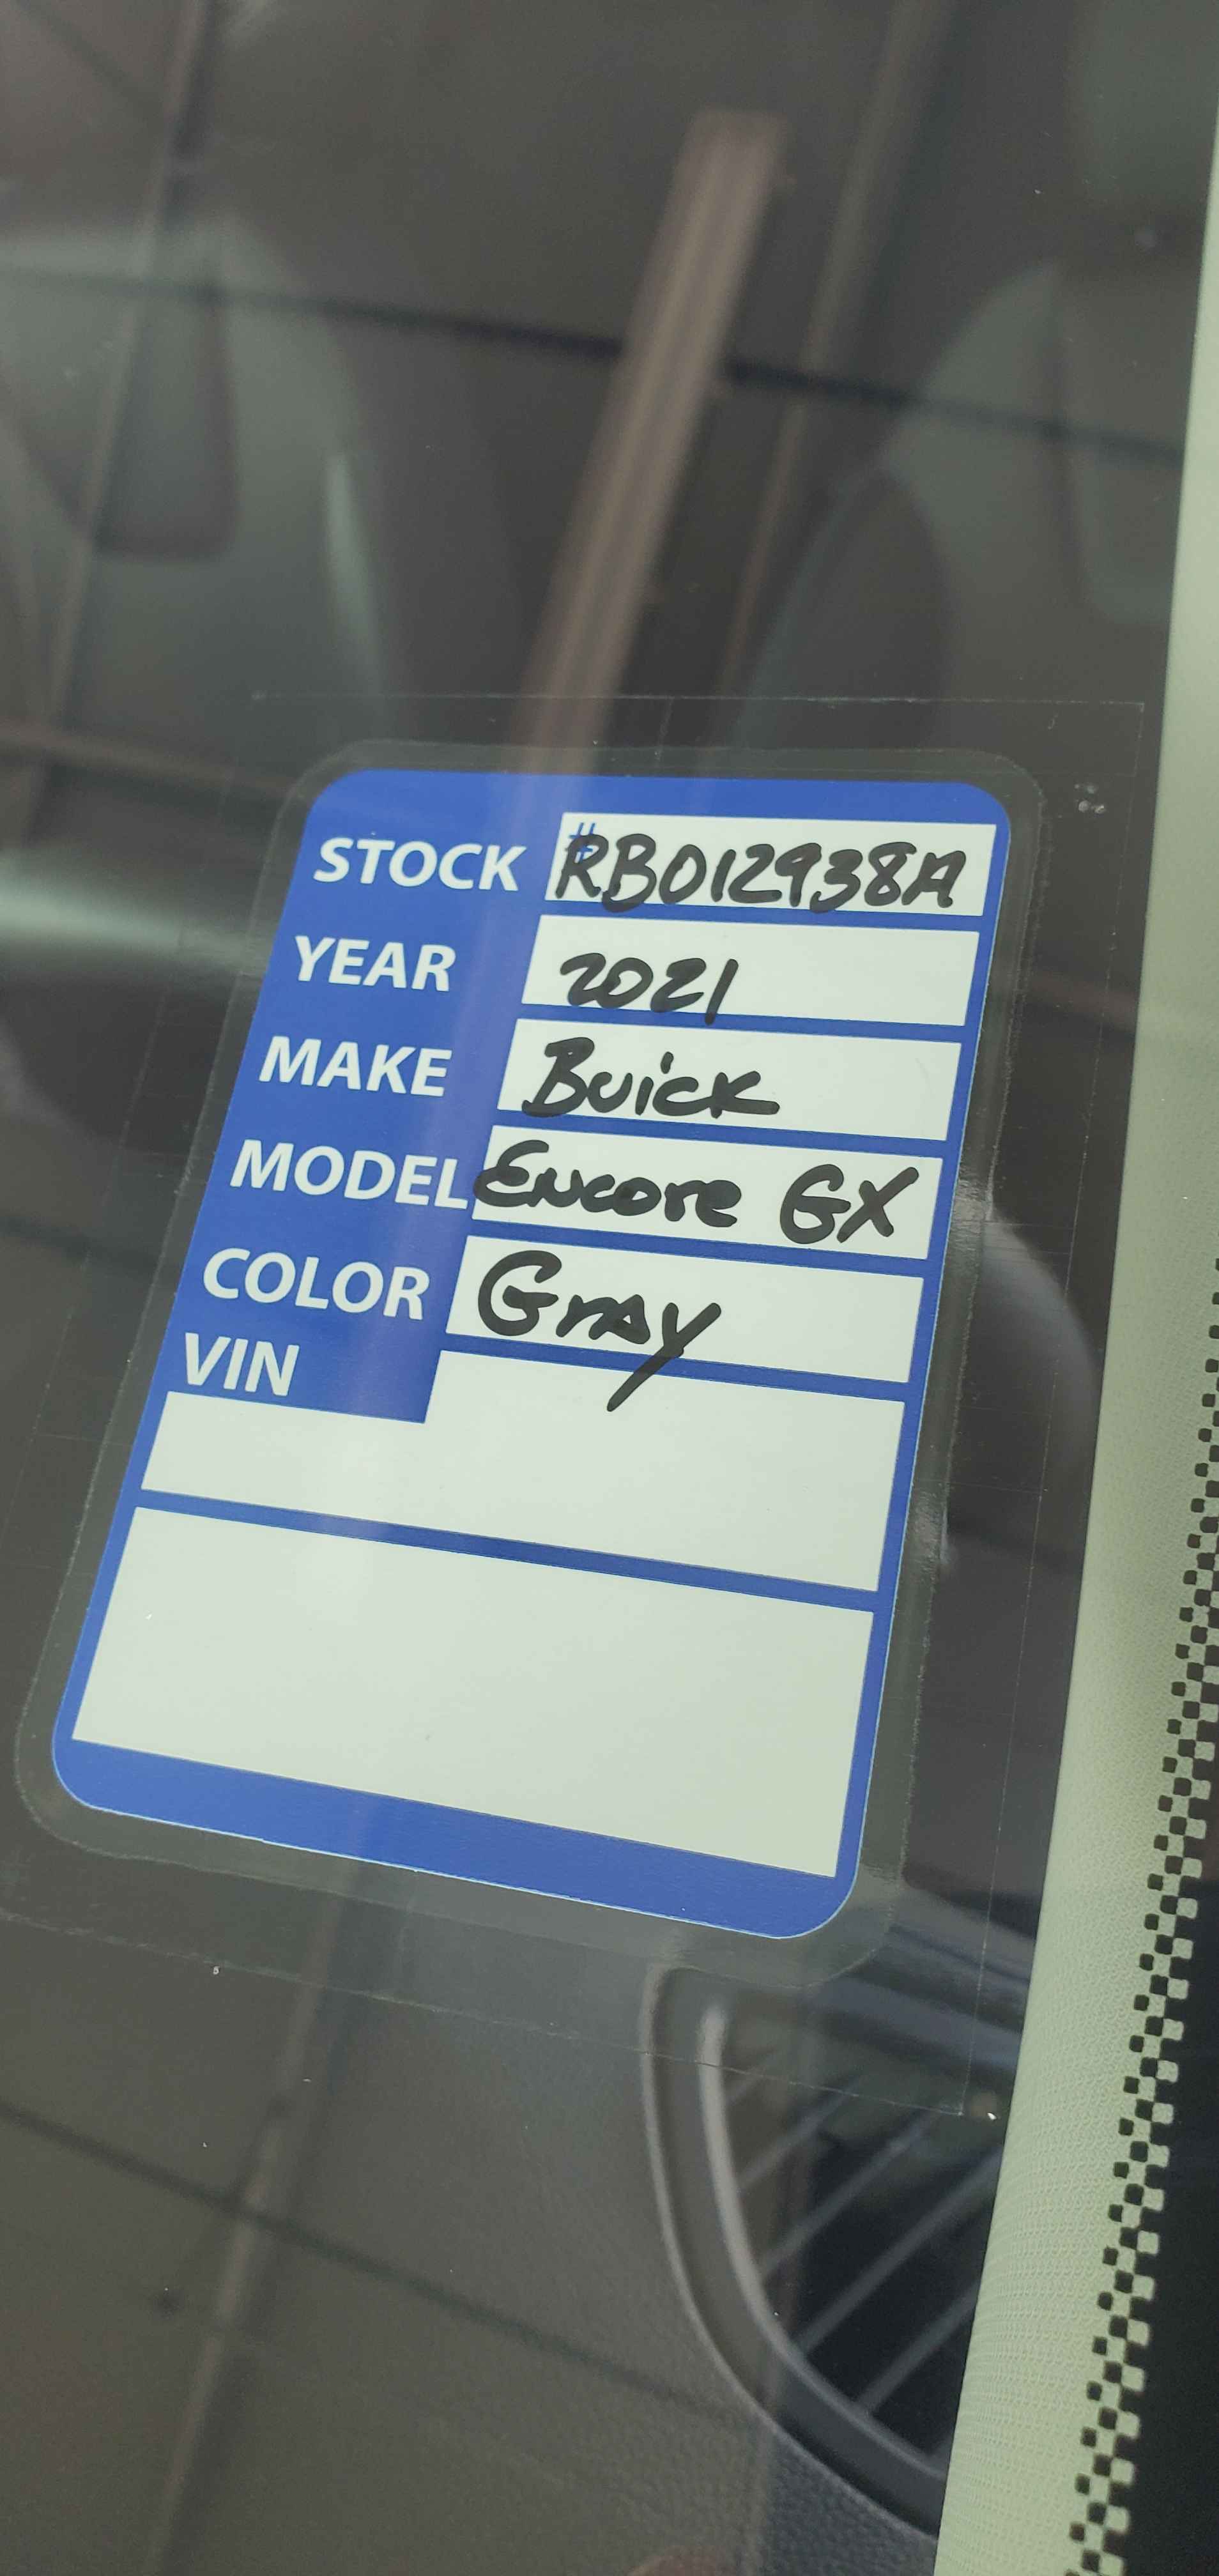 STOCK #RB012938A
YEAR 2021
MAKE Buick
MODEL Encore GX
COLOR Gray
VIN